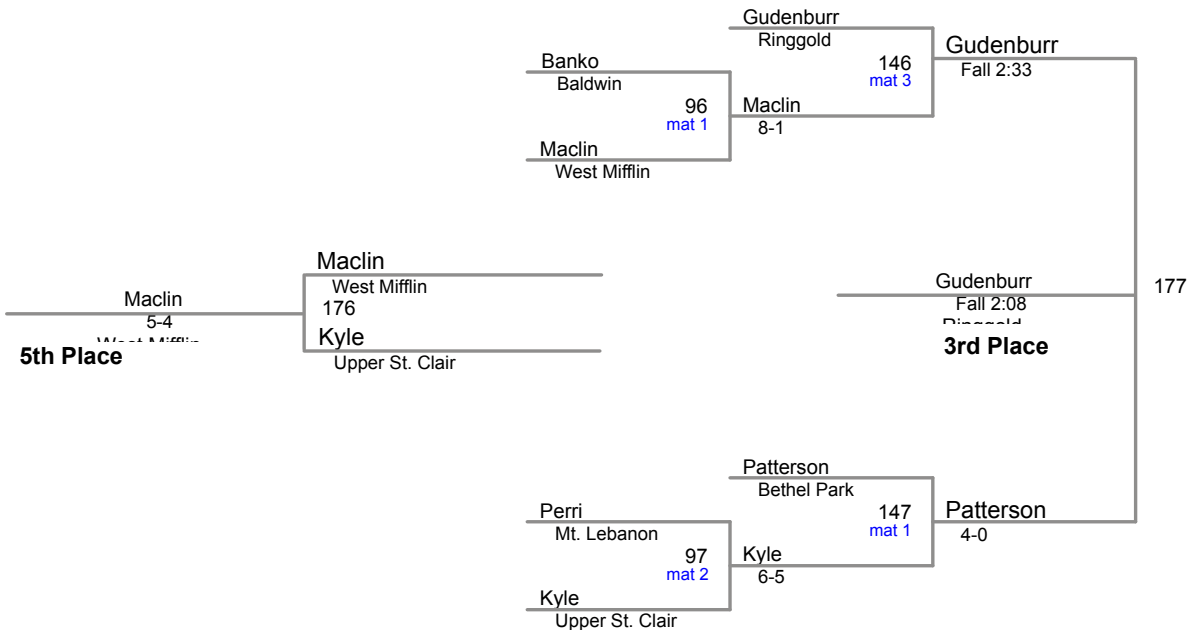 Gudenburr
Ringgold
Banko
Baldwin
146
mat 3
Gudenburr
Fall 2:33
96
mat 1
Maclin
8-1
Maclin
West Mifflin
Maclin
West Mifflin
176
Maclin
5-4
West Mifflin
5th Place
Kyle
Upper St. Clair
Gudenburr
Fall 2:08
Ringgold
3rd Place
177
Patterson
Bethel Park
Perri
Mt. Lebanon
147
mat 1
Patterson
4-0
97
mat 2
Kyle
6-5
Kyle
Upper St. Clair